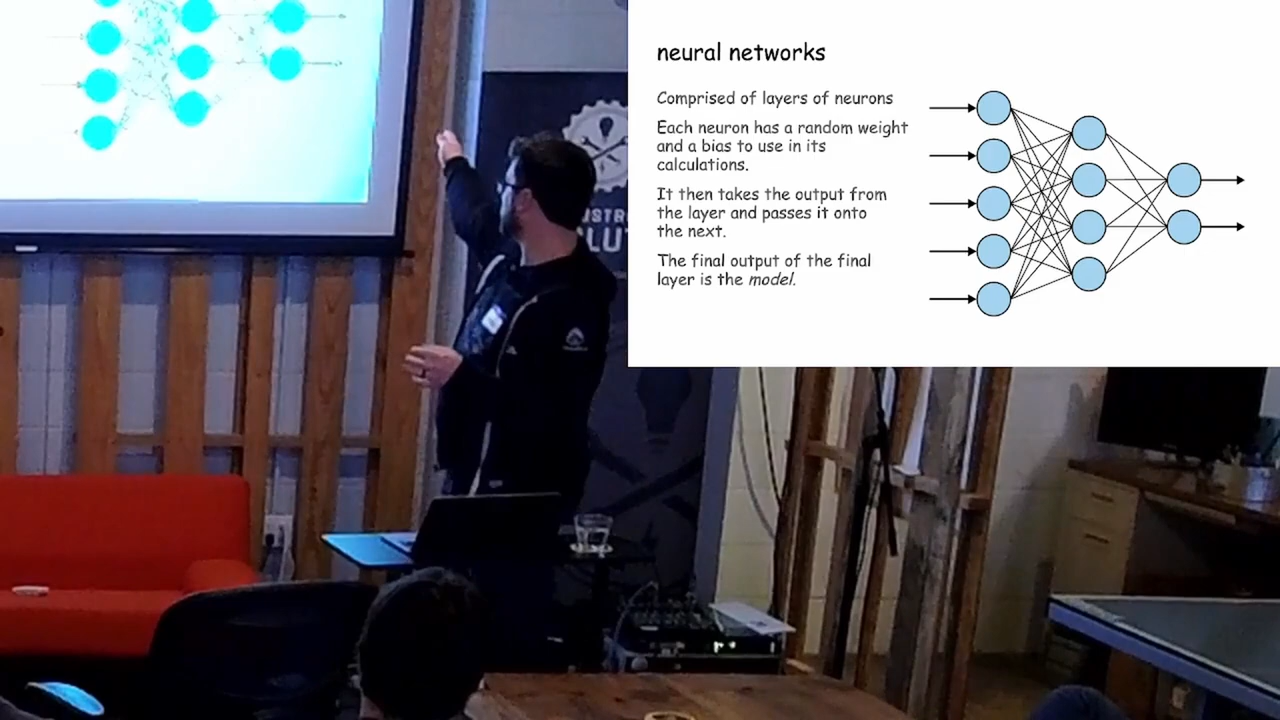 neural networks
Comprised of layers of neurons
Each neuron has a random weight
and a bias to use in its
calculations.
It then takes the output from
the layer and passes it onto
the next.
The final output of the final
layer is the model.